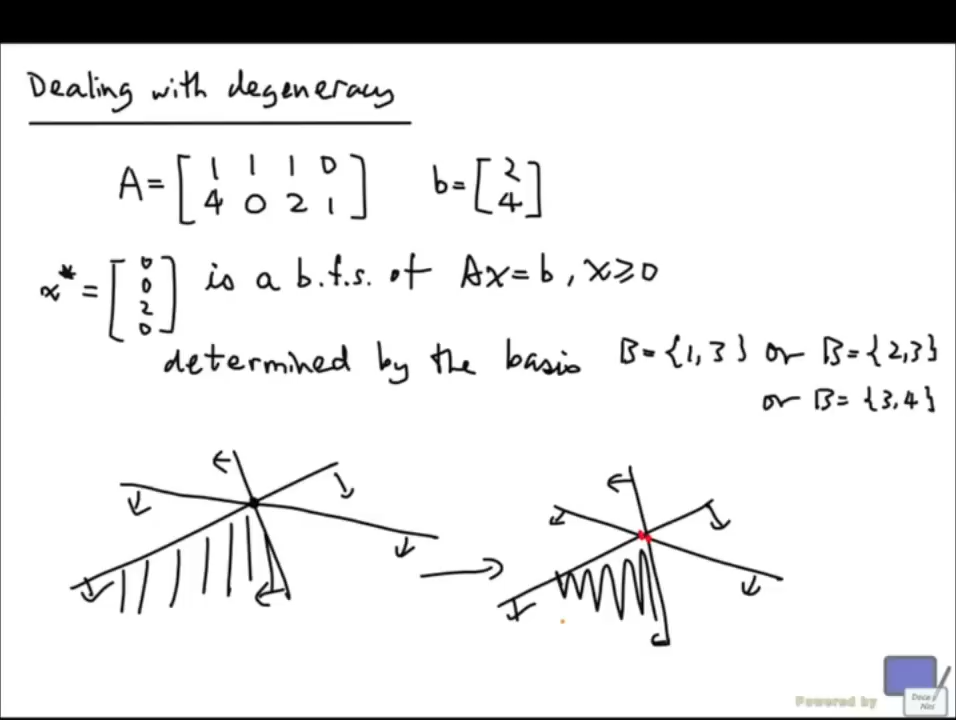 Dealing with degeneracy
A = [ 1 1 1 0 ; 4 0 2 1 ] b = [ 2 ; 4 ]
x* = [ 0 ; 0 ; 2 ; 0 ] is a b.f.s. of Ax = b, x ≥ 0
determined by the basis B = {1, 3} or B = {2,3}
or B = {3,4}
Powered by